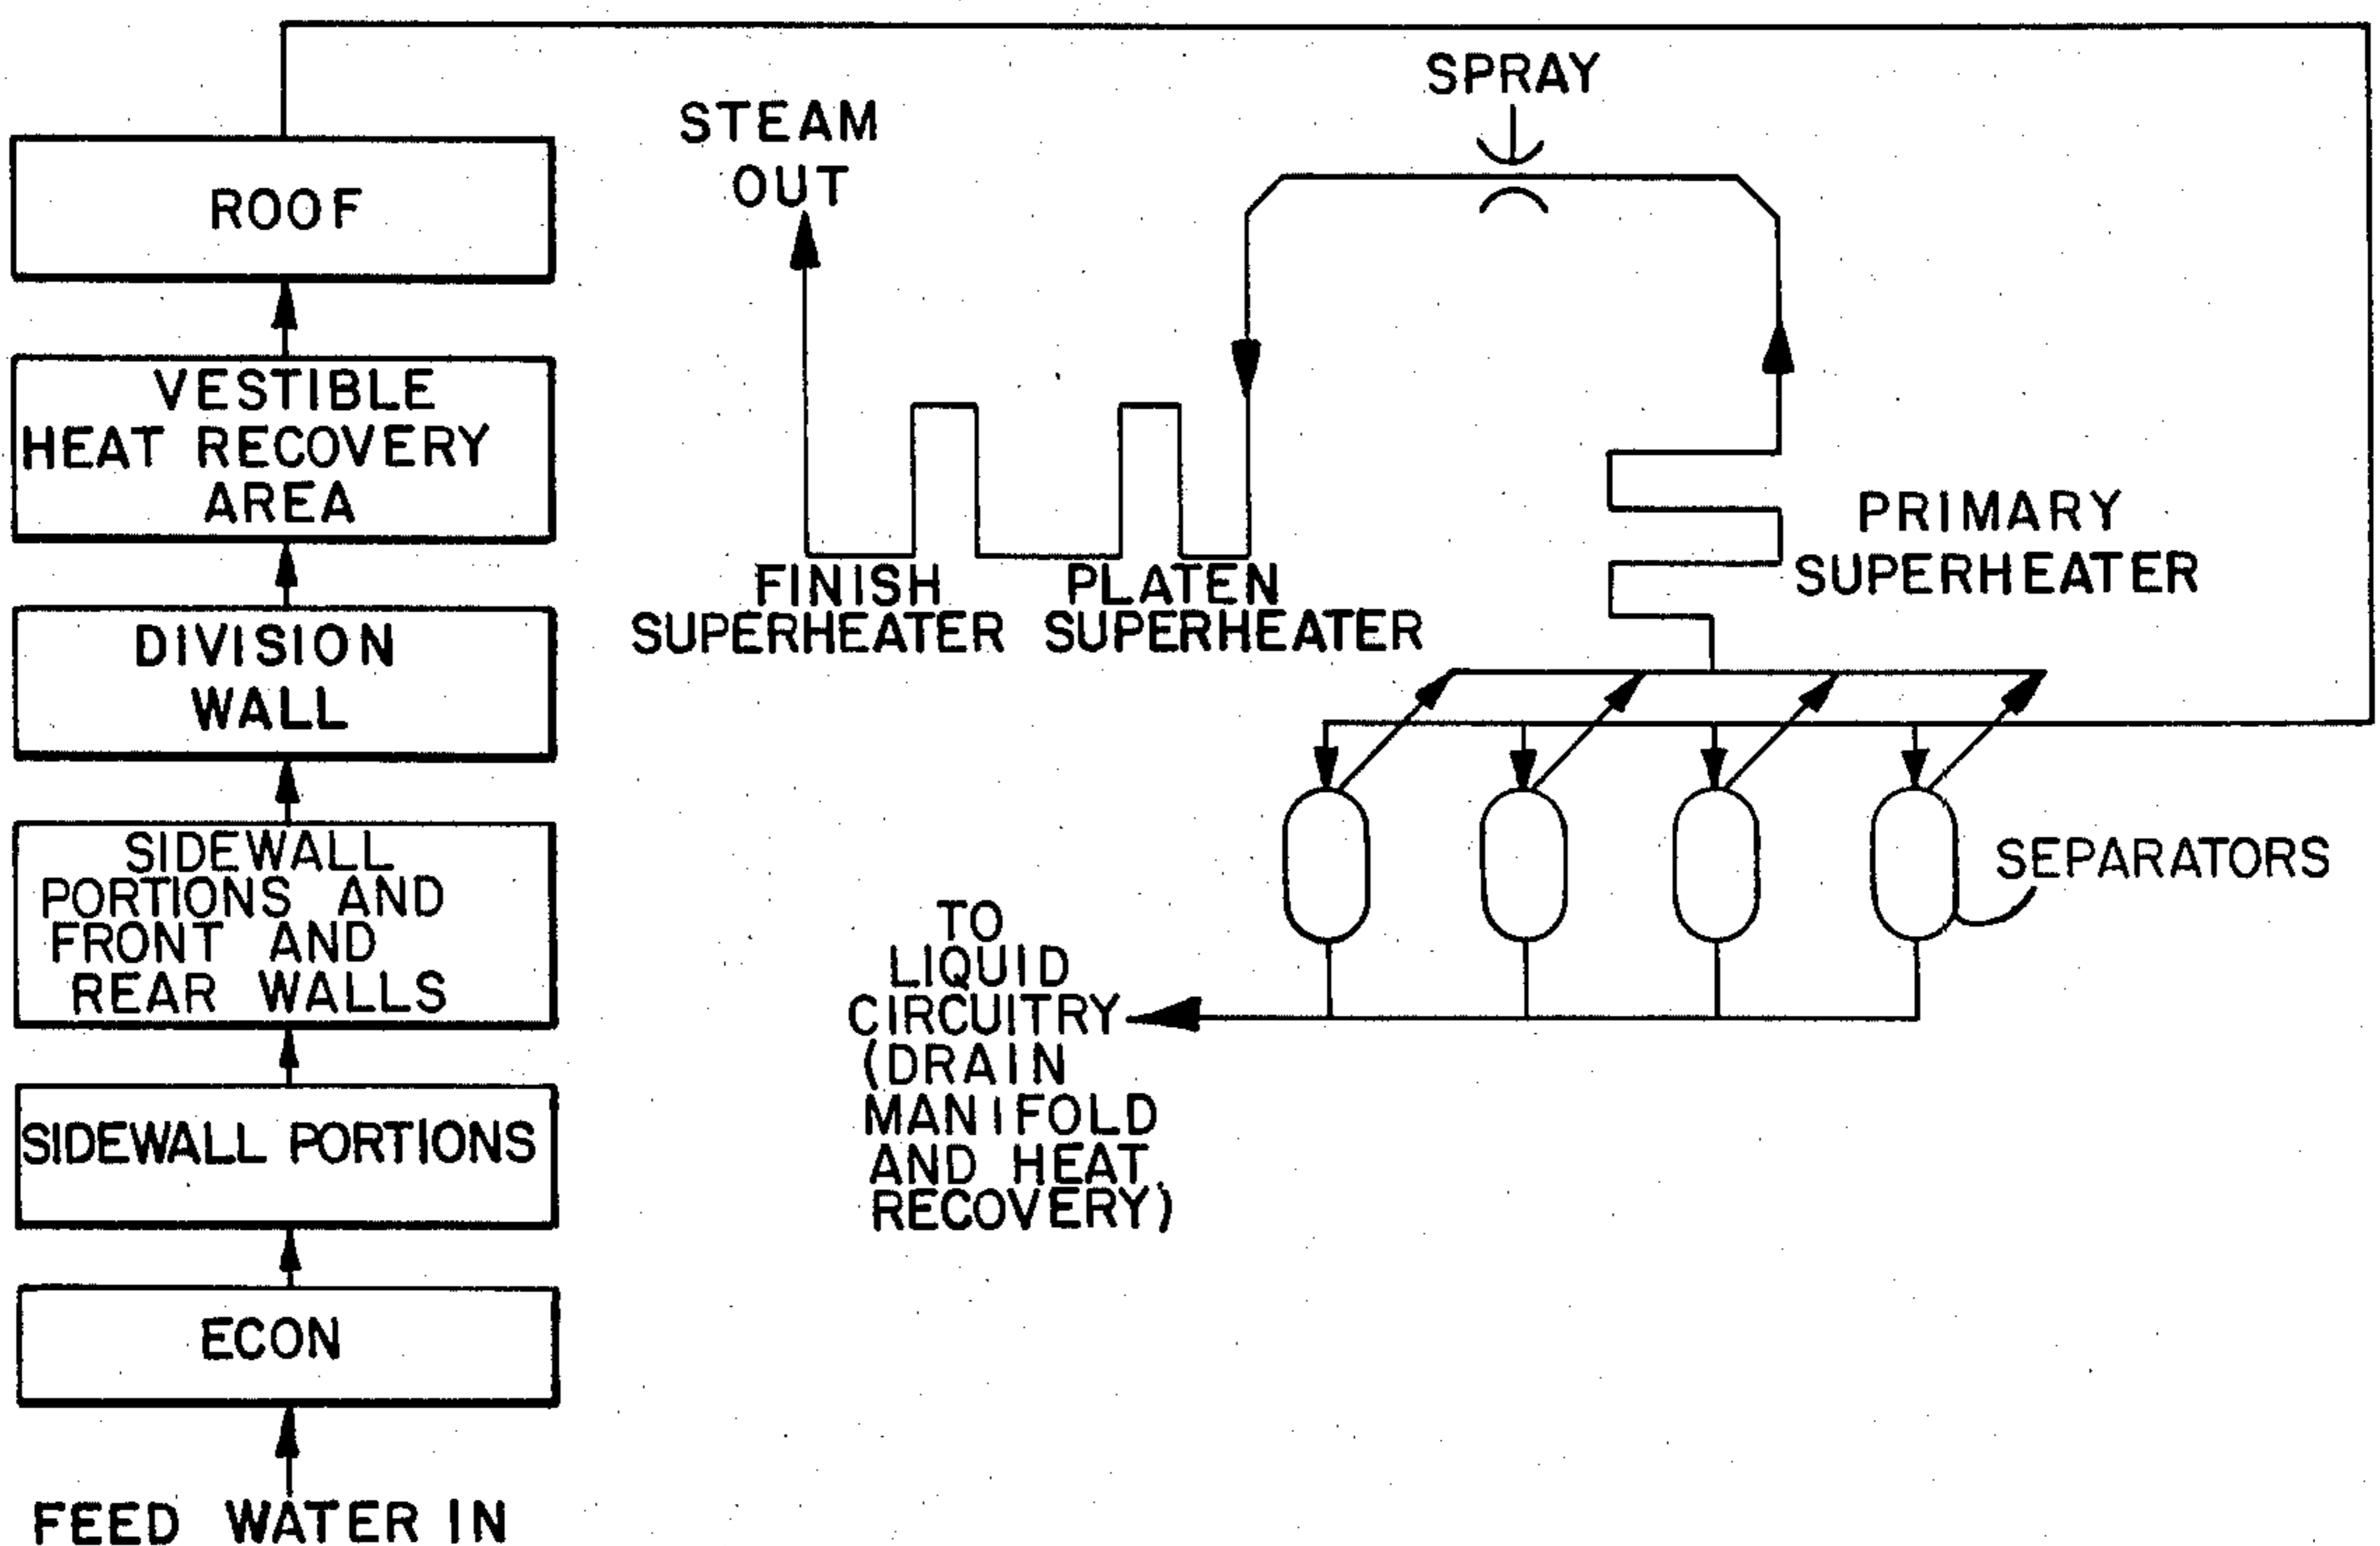 SPRAY
STEAM
OUT
ROOF
VESTIBLE
HEAT RECOVERY
AREA
DIVISION
WALL
SIDEWALL
PORTIONS AND
FRONT AND
REAR WALLS
SIDEWALL PORTIONS
ECON
FEED WATER IN
FINISH
SUPERHEATER
PLATEN
SUPERHEATER
PRIMARY
SUPERHEATER
SEPARATORS
TO
LIQUID
CIRCUITRY
(DRAIN
MANIFOLD
AND HEAT
RECOVERY)